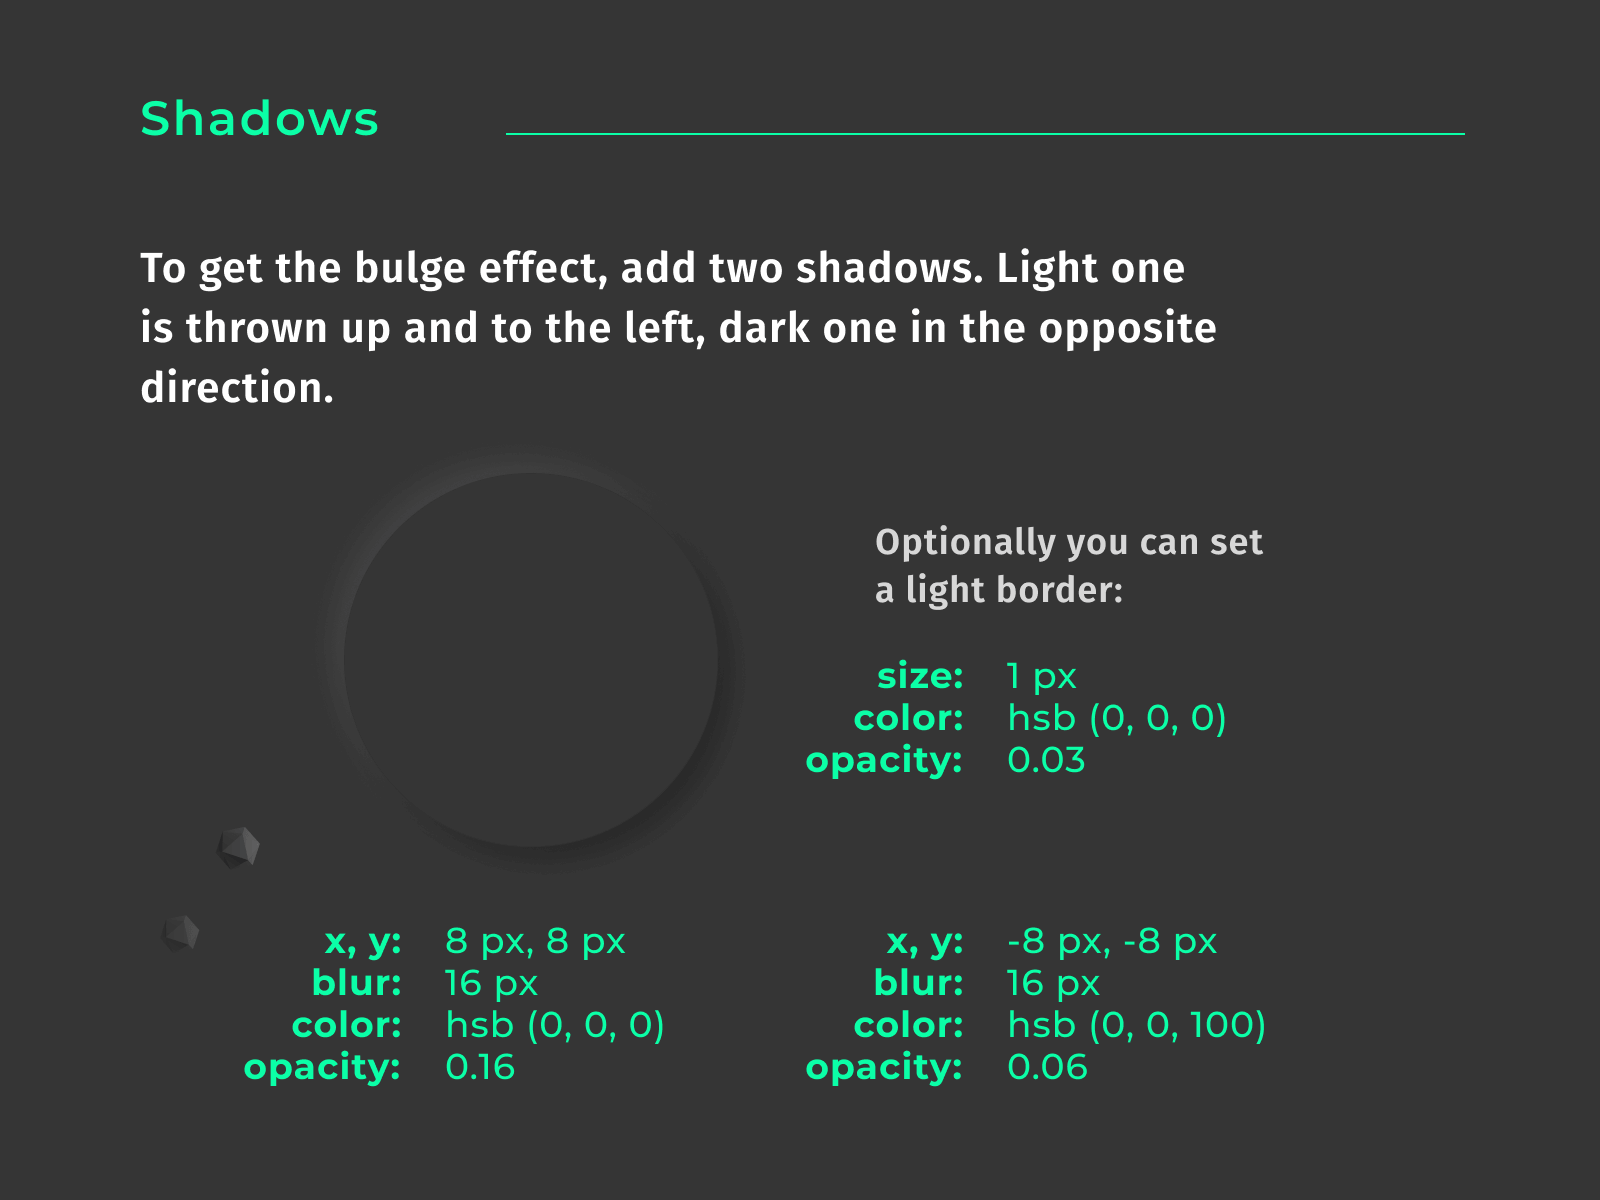 Shadows
To get the bulge effect, add two shadows. Light one
is thrown up and to the left, dark one in the opposite
direction.
Optionally you can set
a light border:
size: 1 px
color: hsb (0, 0, 0)
opacity: 0.03
x, y: 8 px, 8 px
blur: 16 px
color: hsb (0, 0, 0)
opacity: 0.16
x, y: -8 px, -8 px
blur: 16 px
color: hsb (0, 0, 100)
opacity: 0.06